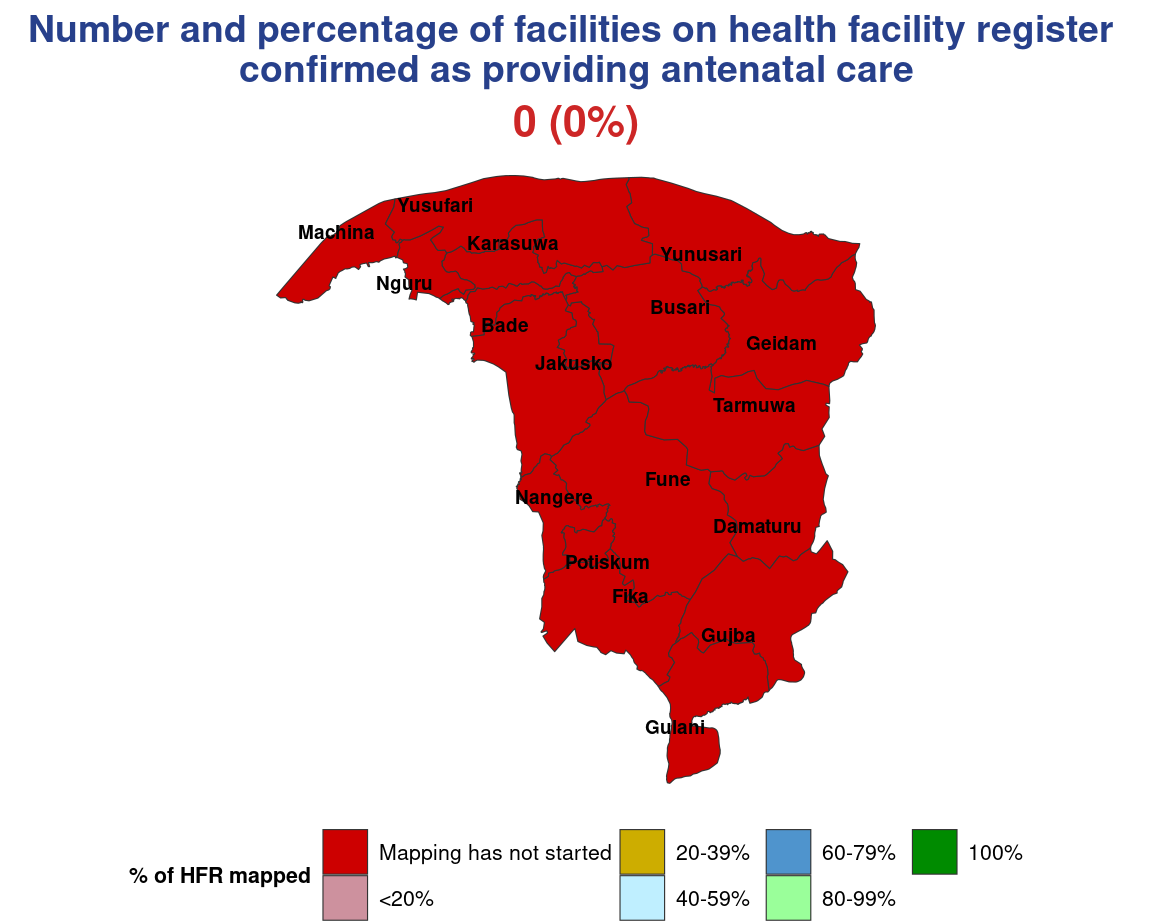 Number and percentage of facilities on health facility register
confirmed as providing antenatal care
0 (0%)
Yusufari
Machina
Karasuwa
Yunusari
Nguru
Busari
Bade
Geidam
Jakusko
Tarmuwa
Fune
Nangere
Damaturu
Potiskum
Fika
Gujba
Gulani
% of HFR mapped
Mapping has not started
<20%
20-39%
40-59%
60-79%
80-99%
100%